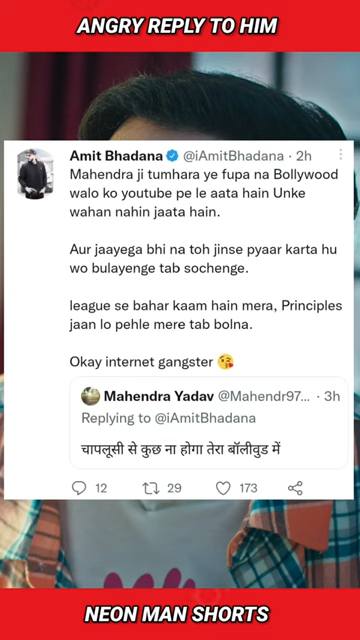 ANGRY REPLY TO HIM
Amit Bhadana @iAmitBhadana · 2h
Mahendra ji tumhara ye fupa na Bollywood
walo ko youtube pe le aata hain Unke
wahan nahin jaata hain.
Aur jaayega bhi na toh jinse pyaar karta hu
wo bulayenge tab sochenge.
league se bahar kaam hain mera, Principles
jaan lo pehle mere tab bolna.
Okay internet gangster 😘
Mahendra Yadav @Mahendr97... · 3h
Replying to @iAmitBhadana
चापलूसी से कुछ ना होगा तेरा बॉलीवुड में
12 29 173
NEON MAN SHORTS